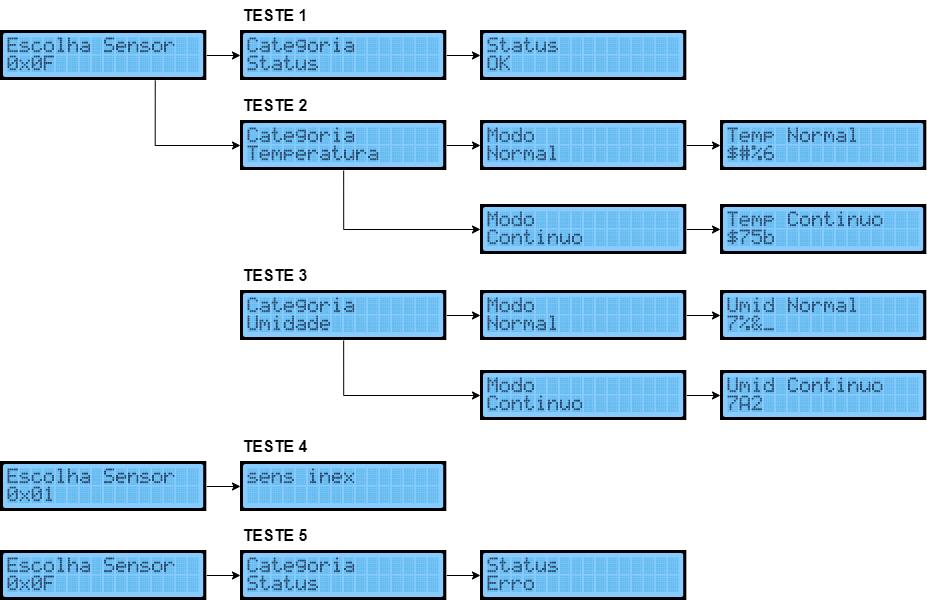 TESTE 1
Escolha Sensor
0x0F
Categoria
Status
Status
OK
TESTE 2
Categoria
Temperatura
Modo
Normal
Temp Normal
$#%6
Modo
Continuo
Temp Continuo
$75b
TESTE 3
Categoria
Umidade
Modo
Normal
Umid Normal
7%&_
Modo
Continuo
Umid Continuo
7A2
TESTE 4
Escolha Sensor
0x01
sens inex
TESTE 5
Escolha Sensor
0x0F
Categoria
Status
Status
Erro